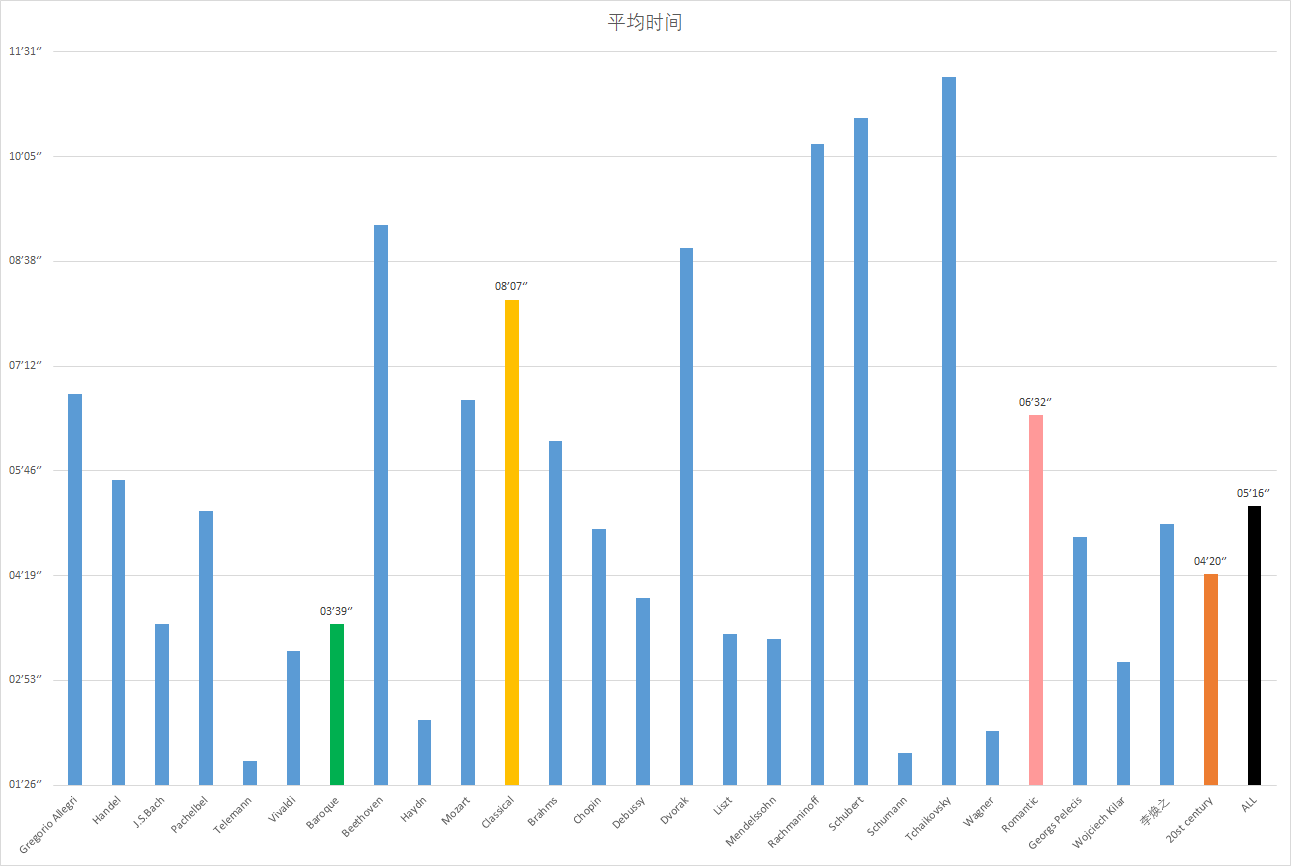 平均时间
11’31”
10’05”
08’38”
07’12”
05’46”
04’19”
02’53”
01’26”
03’39”
08’07”
06’32”
04’20”
05’16”
Gregorio Allegri
Handel
J.S.Bach
Pachelbel
Telemann
Vivaldi
Baroque
Beethoven
Haydn
Mozart
Classical
Brahms
Chopin
Debussy
Dvorak
Liszt
Mendelssohn
Rachmaninoff
Schubert
Schumann
Tchaikovsky
Wagner
Romantic
Georgs Pelecis
Wojciech Kilar
李焕之
20st century
ALL